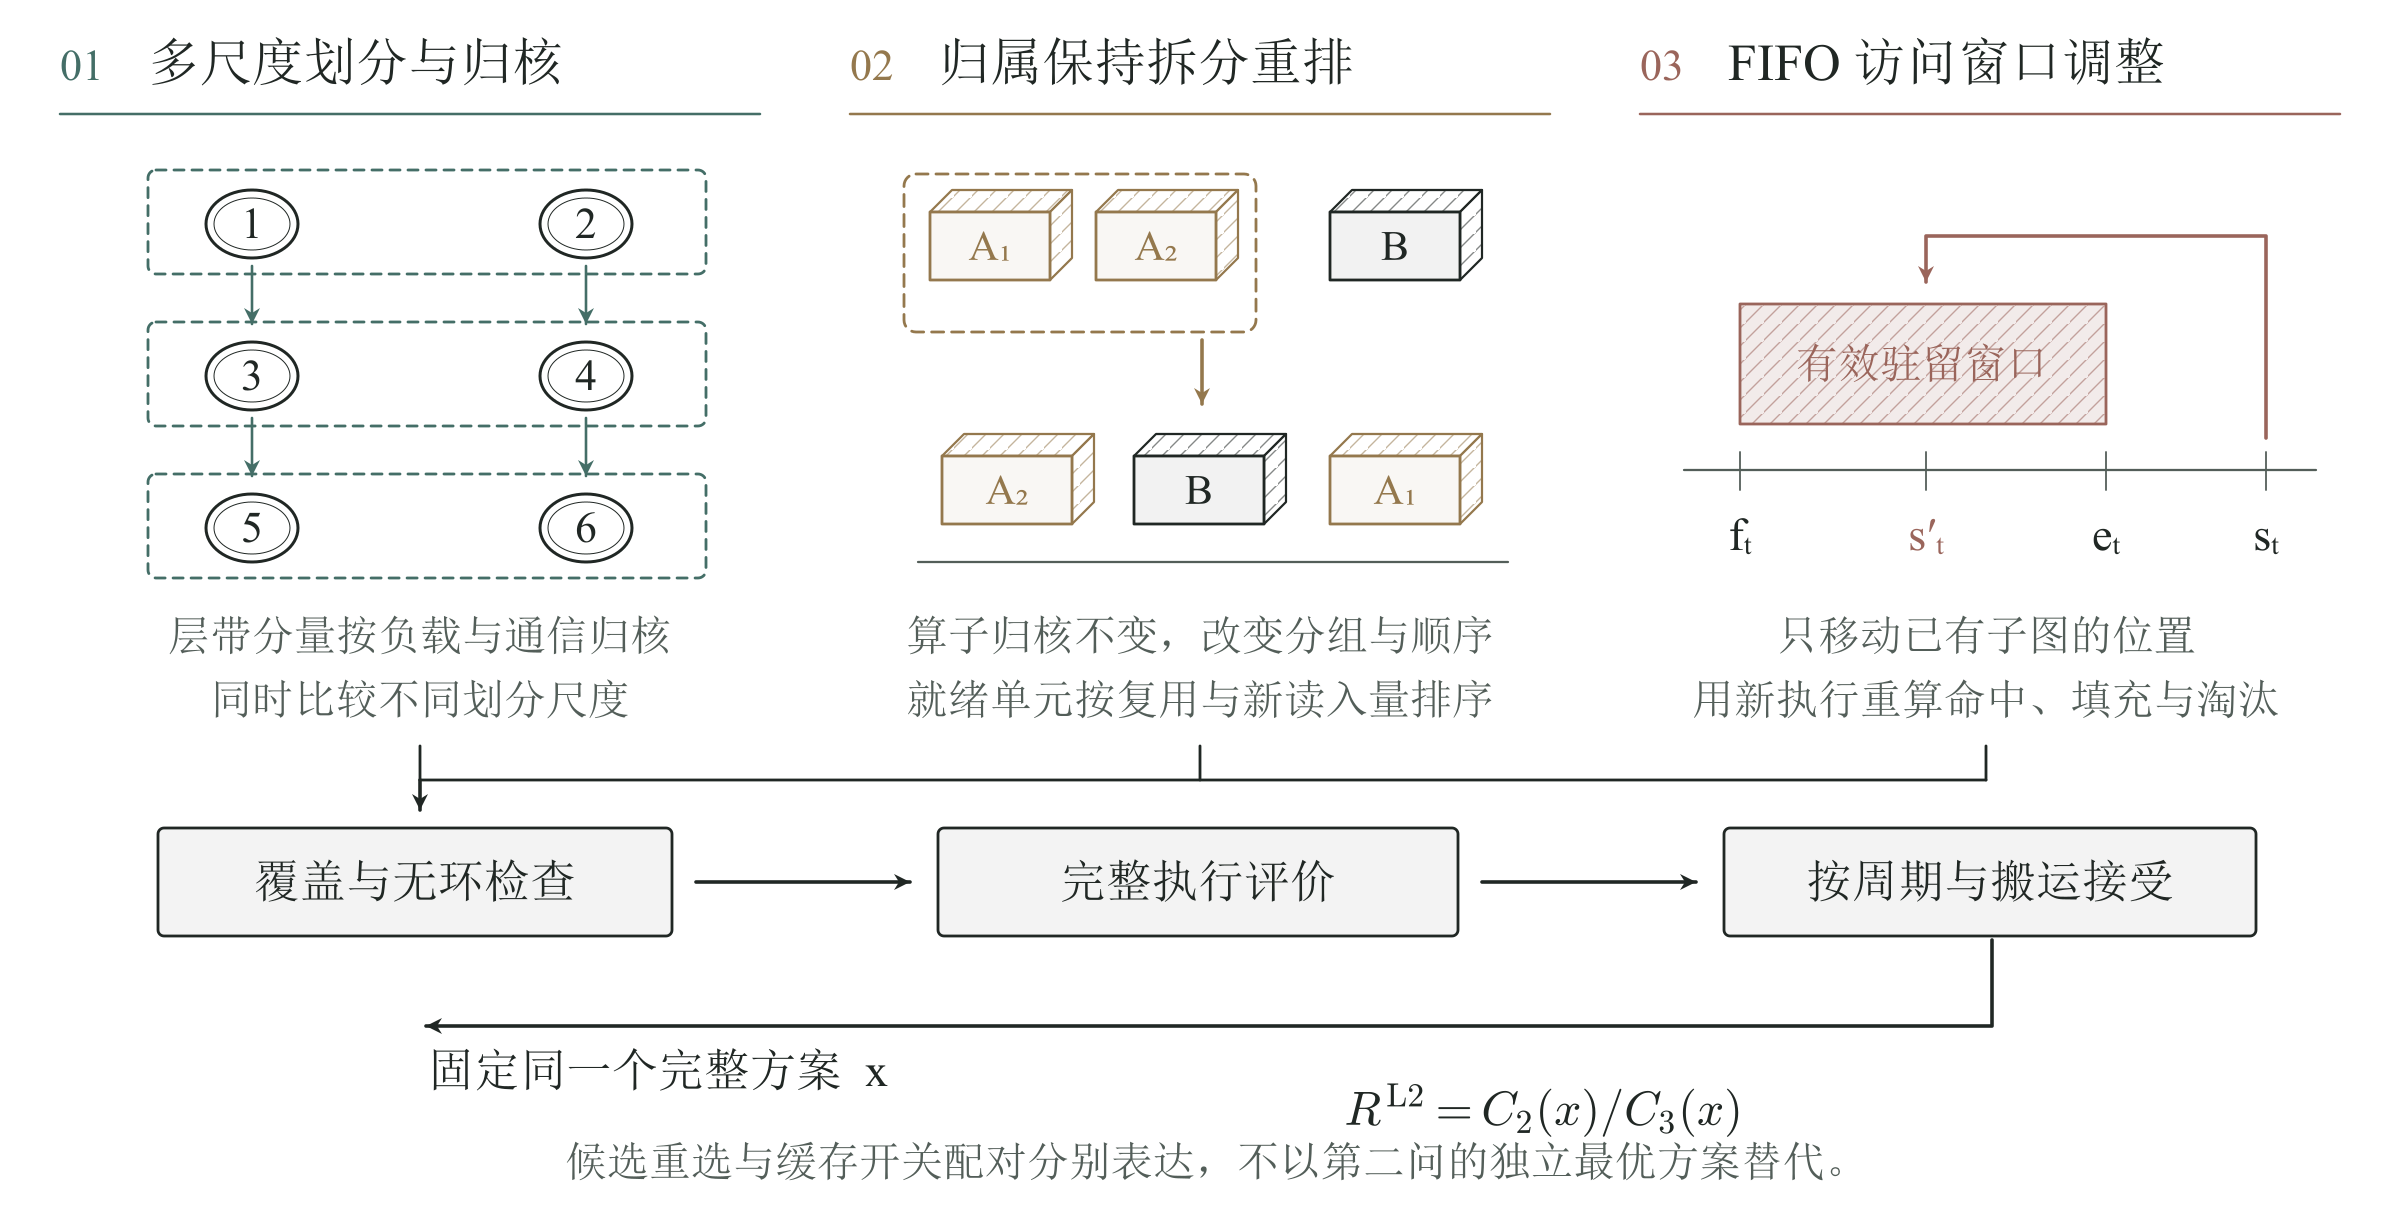 01 多尺度划分与归核
1
2
3
4
5
6
层带分量按负载与通信归核
同时比较不同划分尺度
02 归属保持拆分重排
A₁
A₂
B
A₂
B
A₁
算子归核不变，改变分组与顺序
就绪单元按复用与新读入量排序
03 FIFO 访问窗口调整
有效驻留窗口
fₜ
s′ₜ
eₜ
sₜ
只移动已有子图的位置
用新执行重算命中、填充与淘汰
覆盖与无环检查
完整执行评价
按周期与搬运接受
固定同一个完整方案 x
R^{L2} = C₂(x)/C₃(x)
候选重选与缓存开关配对分别表达，不以第二问的独立最优方案替代。